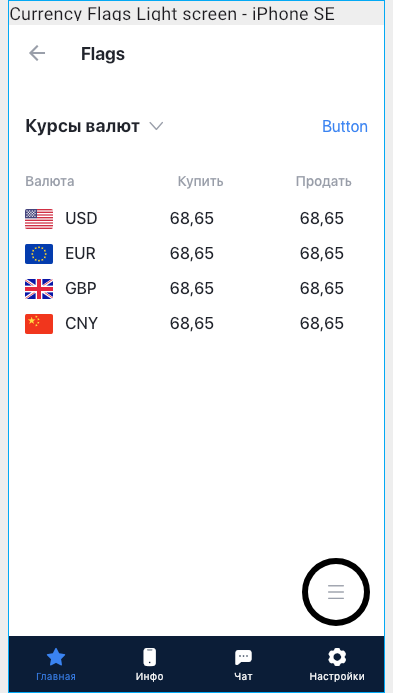 Currency Flags Light screen - iPhone SE
Flags
Курсы валют
Button
Валюта Купить Продать
USD 68,65 68,65
EUR 68,65 68,65
GBP 68,65 68,65
CNY 68,65 68,65
Главная Инфо Чат Настройки